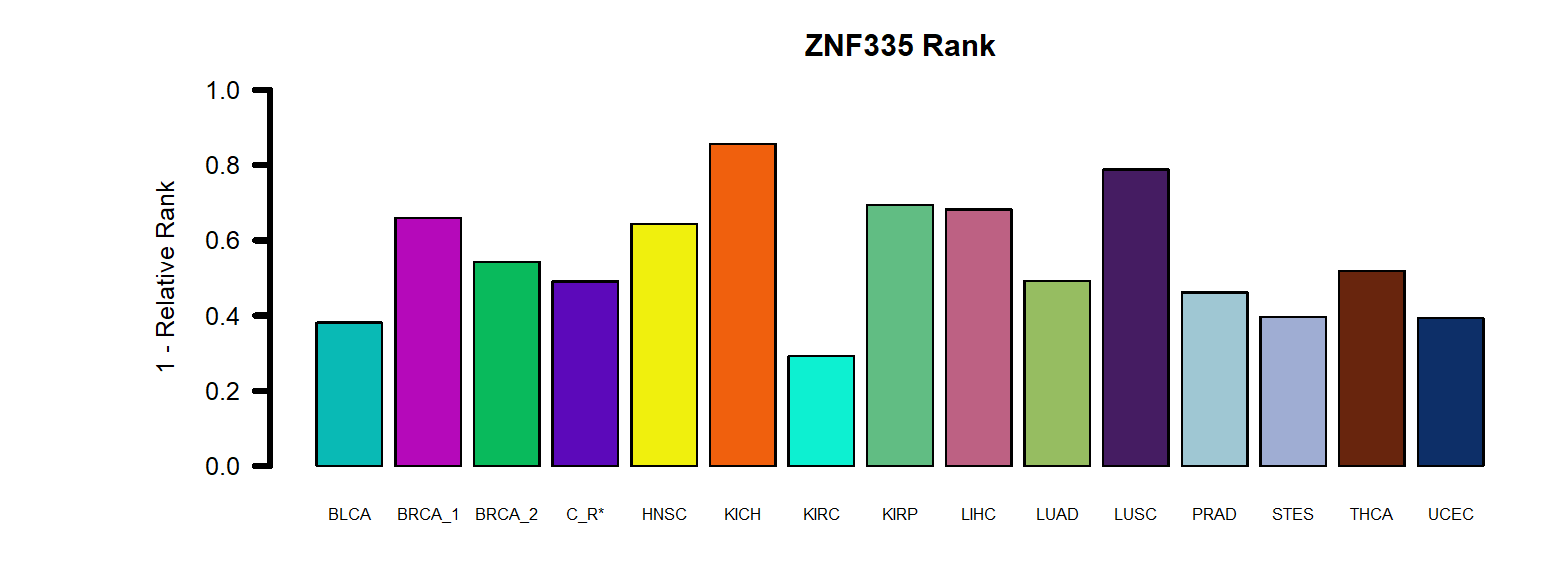 ZNF335 Rank
1 - Relative Rank
1.0
0.8
0.6
0.4
0.2
0.0
BLCA BRCA_1 BRCA_2 C_R* HNSC KICH KIRC KIRP LIHC LUAD LUSC PRAD STES THCA UCEC